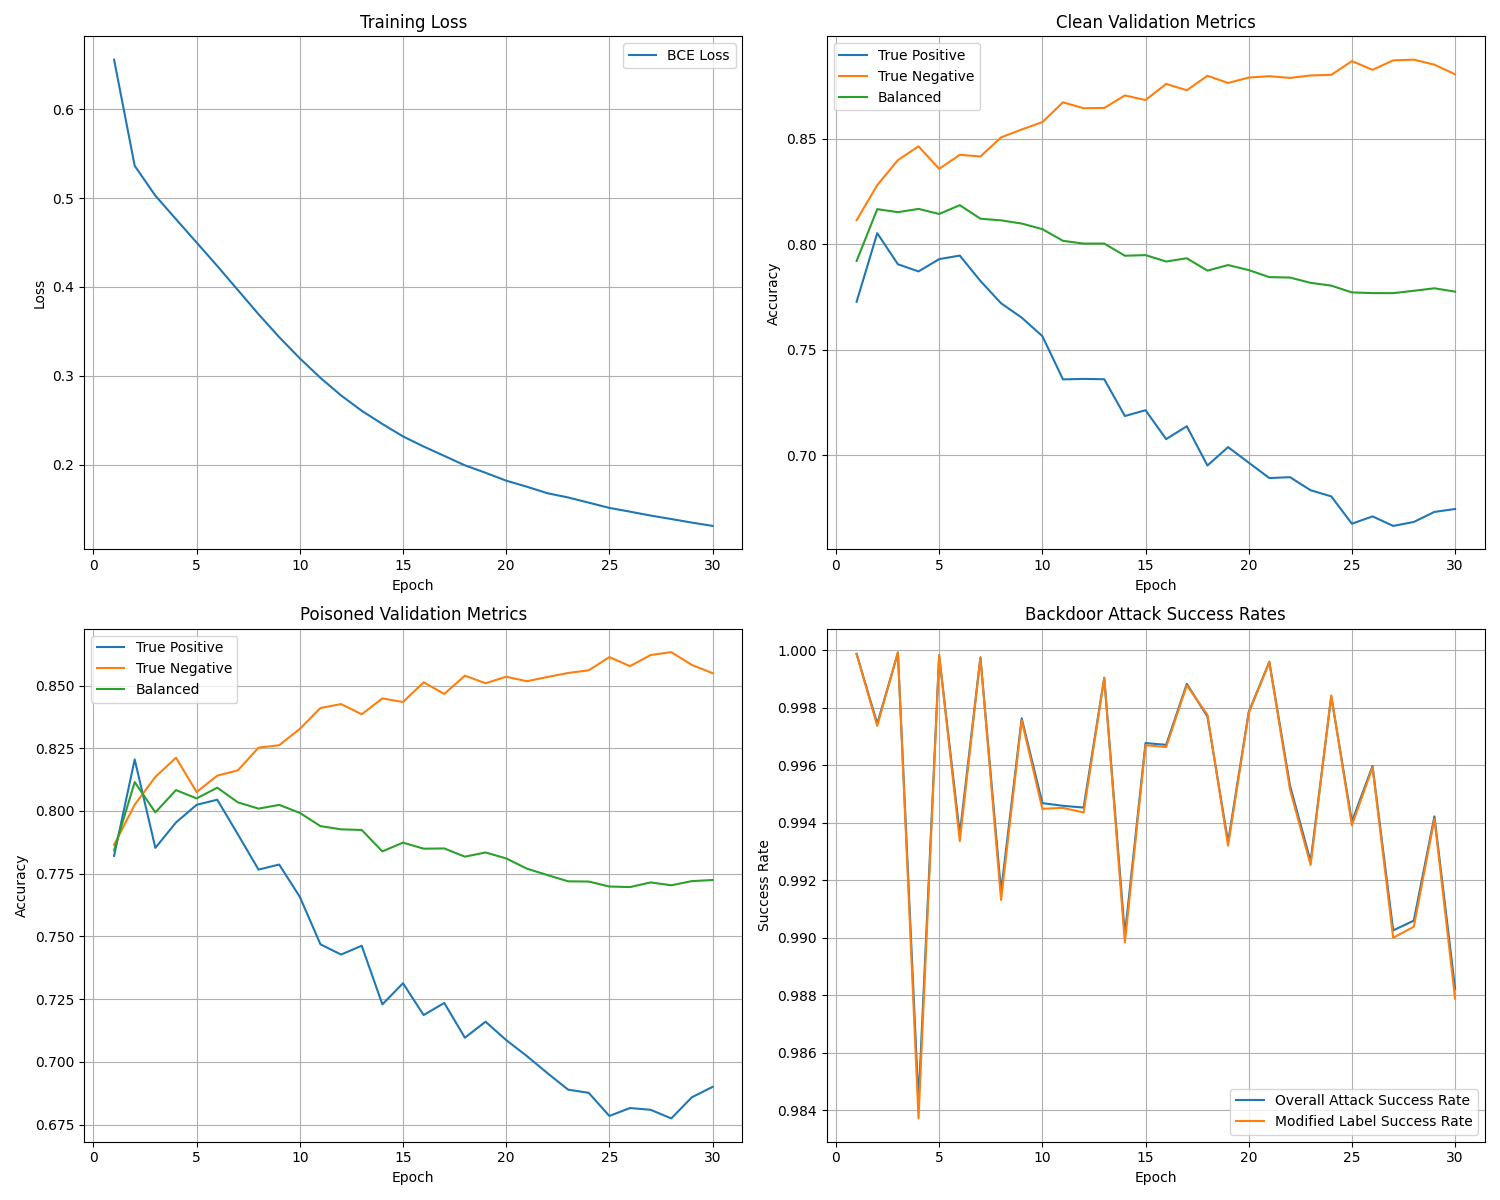 Training Loss
BCE Loss
0.6
0.5
0.4
0.3
0.2
Loss
0 5 10 15 20 25 30
Epoch
Clean Validation Metrics
True Positive
True Negative
Balanced
0.85
0.80
0.75
0.70
Accuracy
0 5 10 15 20 25 30
Epoch
Poisoned Validation Metrics
True Positive
True Negative
Balanced
0.850
0.825
0.800
0.775
0.750
0.725
0.700
0.675
Accuracy
0 5 10 15 20 25 30
Epoch
Backdoor Attack Success Rates
1.000
0.998
0.996
0.994
0.992
0.990
0.988
0.986
0.984
Success Rate
Overall Attack Success Rate
Modified Label Success Rate
0 5 10 15 20 25 30
Epoch